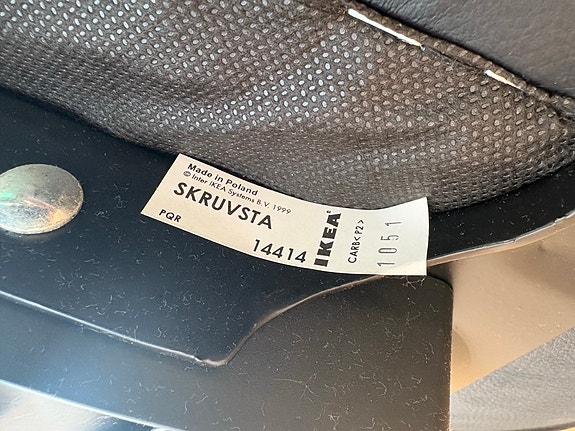 Made in Poland
© Inter IKEA Systems B.V. 1999
SKRUVSTA
PQR
14414
IKEA®
CARB<P2>
1051